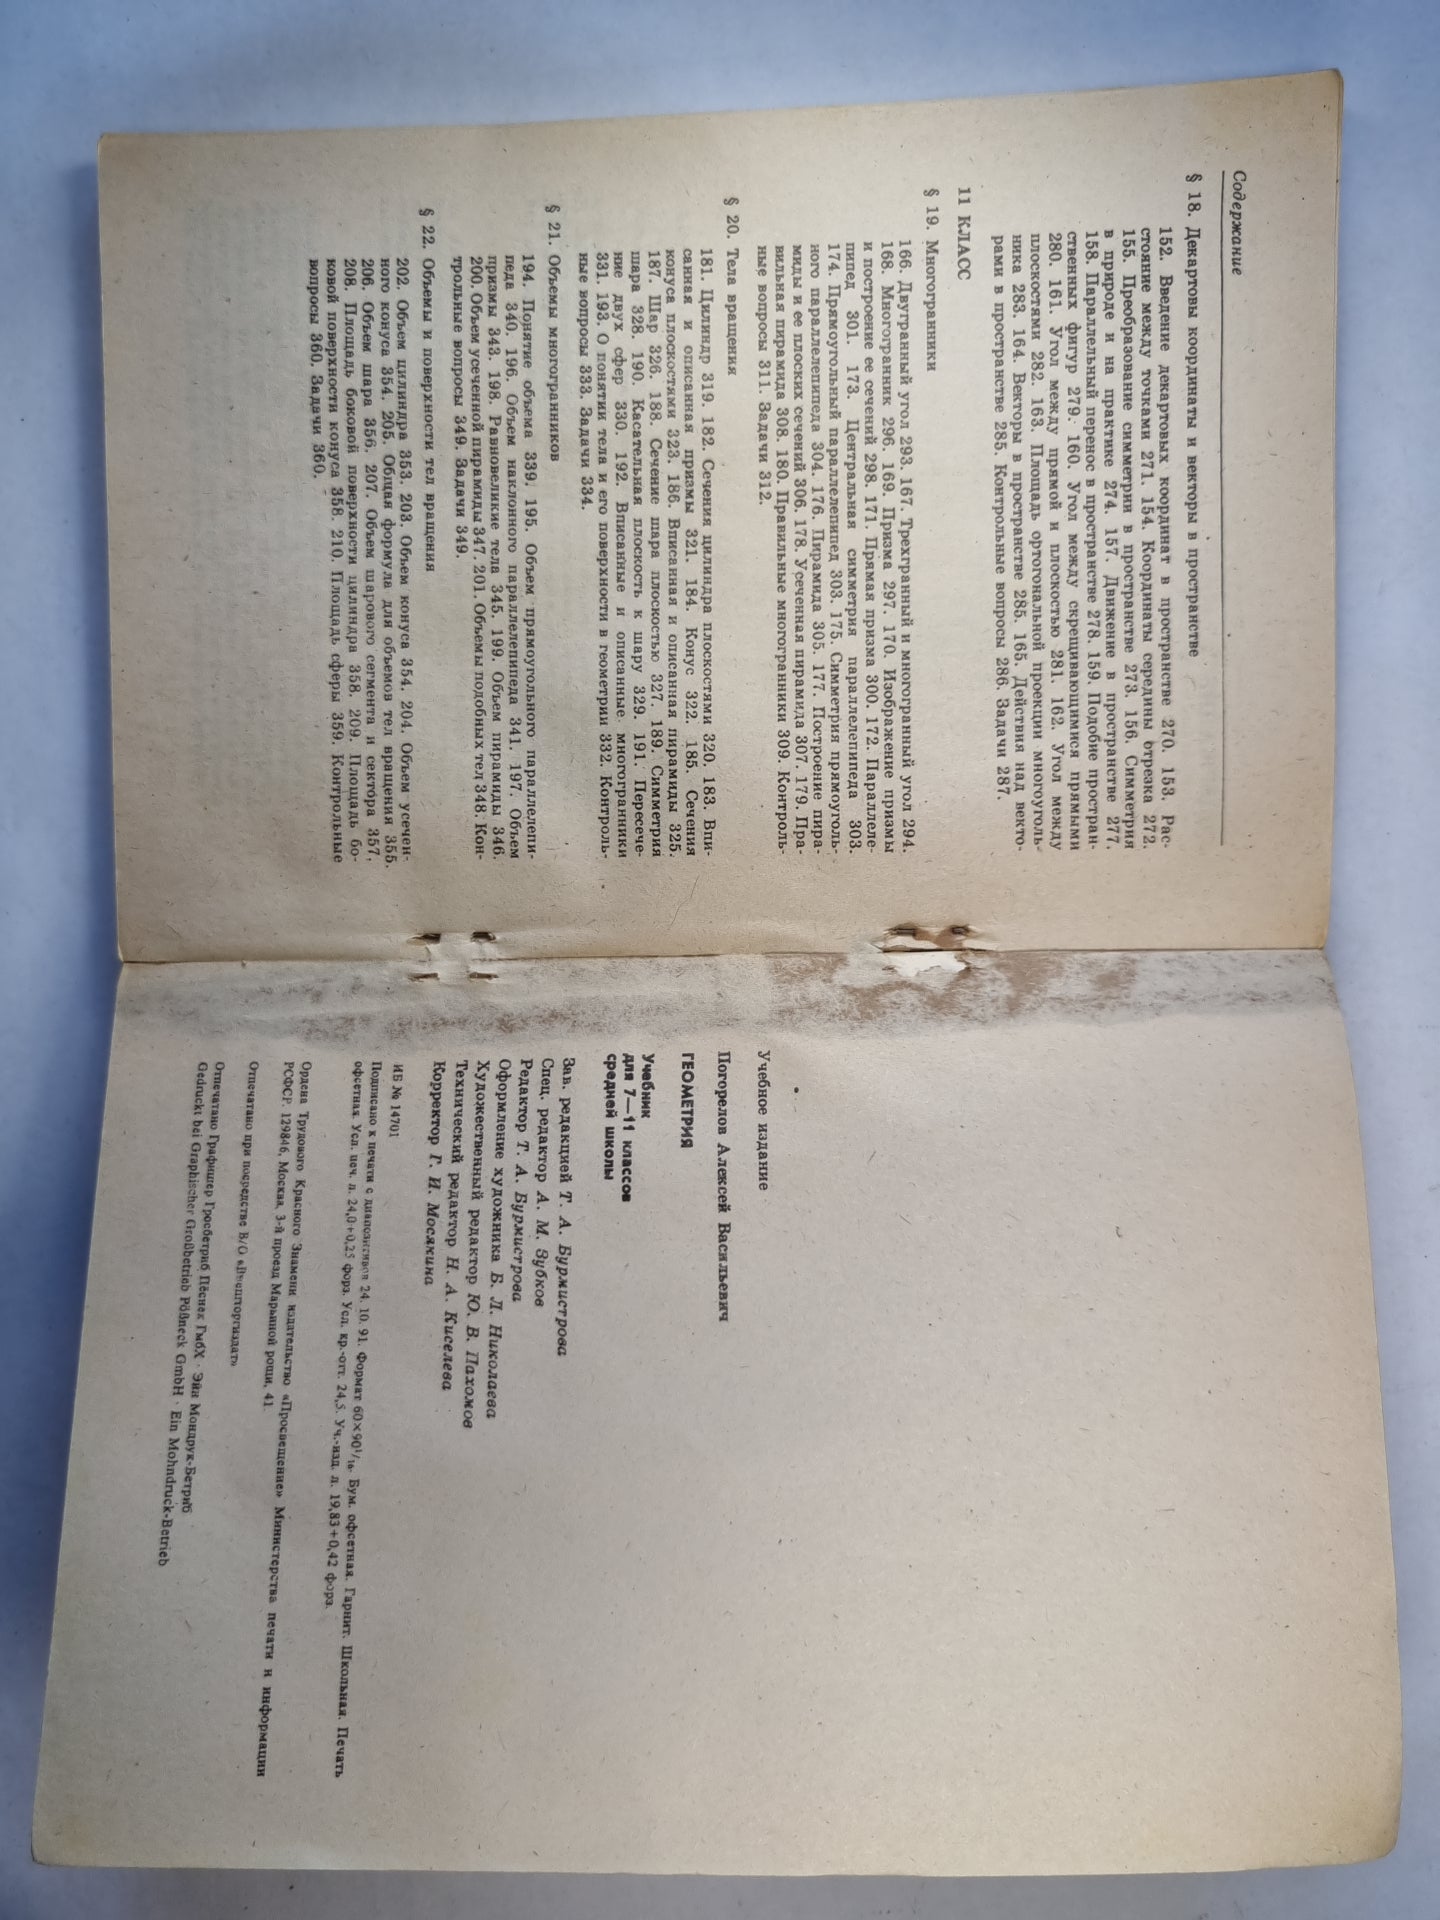 Содержание
§ 18. Декартовы координаты и векторы в пространстве
152. Введение декартовых координат в пространстве 270. 153. Рас-
стояние между точками 271. 154. Координаты середины отрезка 272.
155. Преобразование симметрии в пространстве 273. 156. Симметрия
в природе и на практике 274. 157. Движение в пространстве 277.
158. Параллельный перенос в пространстве 278. 159. Подобие простран-
ственных фигур 279. 160. Угол между скрещивающимися прямыми
280. 161. Угол между прямой и плоскостью 281. 162. Угол между
плоскостями 282. 163. Площадь ортогональной проекции многоуголь-
ника 283. 164. Векторы в пространстве 285. 165. Действия над векто-
рами в пространстве 285. Контрольные вопросы 286. Задачи 287.
11 КЛАСС
§ 19. Многогранники
166. Двугранный угол 293. 167. Трехгранный и многогранный угол 294.
168. Многогранник 296. 169. Призма 297. 170. Изображение призмы
и построение ее сечений 298. 171. Прямая призма 300. 172. Параллеле-
пипед 301. 173. Центральная симметрия параллелепипеда 303.
174. Прямоугольный параллелепипед 303. 175. Симметрия прямоуголь-
ного параллелепипеда 304. 176. Пирамида 305. 177. Построение пира-
миды и ее плоских сечений 306. 178. Усеченная пирамида 307. 179. Пра-
вильная пирамида 308. 180. Правильные многогранники 309. Контроль-
ные вопросы 311. Задачи 312.
§ 20. Тела вращения
181. Цилиндр 319. 182. Сечения цилиндра плоскостями 320. 183. Впи-
санная и описанная призмы 321. 184. Конус 322. 185. Сечения
конуса плоскостями 323. 186. Вписанная и описанная пирамиды 325.
187. Шар 326. 188. Сечение шара плоскостью 327. 189. Симметрия
шара 328. 190. Касательная плоскость к шару 329. 191. Пересече-
ние двух сфер 330. 192. Вписанные и описанные многогранники
331. 193. О понятии тела и его поверхности в геометрии 332. Контроль-
ные вопросы 333. Задачи 334.
§ 21. Объемы многогранников
194. Понятие объема 339. 195. Объем прямоугольного параллелепи-
педа 340. 196. Объем наклонного параллелепипеда 341. 197. Объем
призмы 343. 198. Равновеликие тела 345. 199. Объем пирамиды 346.
200. Объем усеченной пирамиды 347. 201. Объемы подобных тел 348. Кон-
трольные вопросы 349. Задачи 349.
§ 22. Объемы и поверхности тел вращения
202. Объем цилиндра 353. 203. Объем конуса 354. 204. Объем усечен-
ного конуса 354. 205. Общая формула для объемов тел вращения 355.
206. Объем шара 356. 207. Объем шарового сегмента и сектора 357.
208. Площадь боковой поверхности цилиндра 358. 209. Площадь бо-
ковой поверхности конуса 358. 210. Площадь сферы 359. Контрольные
вопросы 360. Задачи 360.
Учебное издание
Погорелов Алексей Васильевич
ГЕОМЕТРИЯ
Учебник
для 7—11 классов
средней школы
Зав. редакцией Т. А. Бурмистрова
Спец. редактор А. М. Зубков
Редактор Т. А. Бурмистрова
Оформление художника Б. Л. Николаева
Художественный редактор Ю. В. Пахомов
Технический редактор Н. А. Киселева
Корректор Г. И. Мосякина
ИБ № 14701
Подписано к печати с диапозитивов 24. 10. 91. Формат 60×90¹/₁₆. Бум. офсетная. Гарнит. Школьная. Печать
офсетная. Усл. печ. л. 24,0+0,25 форз. Усл. кр.-отт. 24,5. Уч.-изд. л. 19,83+0,42 форз.
Ордена Трудового Красного Знамени издательство «Просвещение» Министерства печати и информации
РСФСР. 129846, Москва, 3-й проезд Марьиной рощи, 41.
Отпечатано при посредстве В/О «Внешторгиздат»
Отпечатано Графишер Гросбетриб Пёснек ГмбХ · Эйн Мондрук-Бетриб
Gedruckt bei Graphischer Großbetrieb Pößneck GmbH · Ein Mohndruck-Betrieb